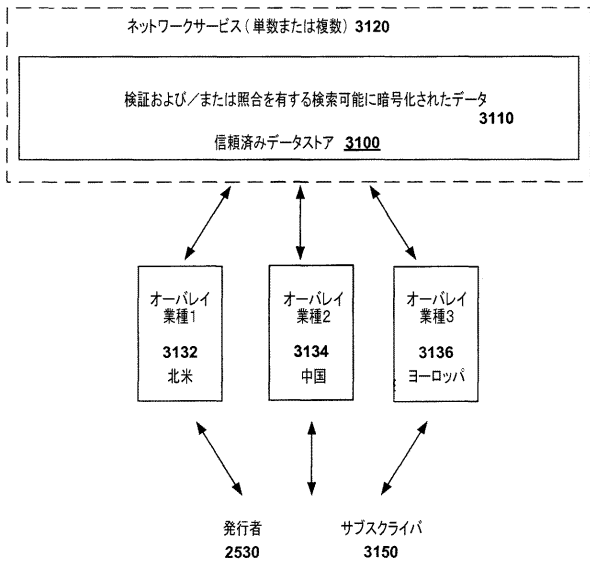 ネットワークサービス(単数または複数) 3120
検証および/または照合を有する検索可能に暗号化されたデータ
3110
信頼済みデータストア 3100
オーバレイ
業種1
3132
北米
オーバレイ
業種2
3134
中国
オーバレイ
業種3
3136
ヨーロッパ
発行者
2530
サブスクライバ
3150